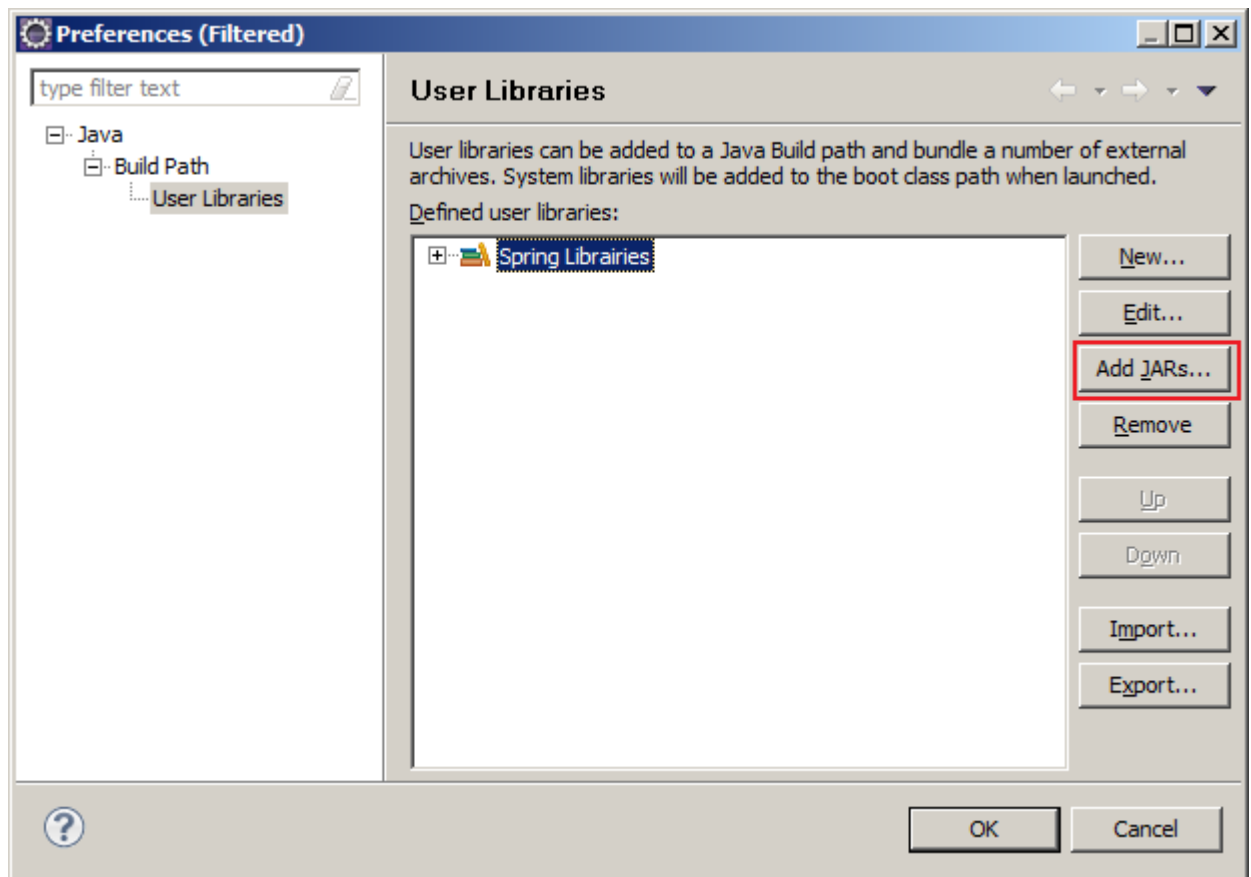 Preferences (Filtered)
type filter text
Java
Build Path
User Libraries
User Libraries
User libraries can be added to a Java Build path and bundle a number of external
archives. System libraries will be added to the boot class path when launched.
Defined user libraries:
Spring Librairies
New...
Edit...
Add JARs...
Remove
Up
Down
Import...
Export...
?
OK
Cancel